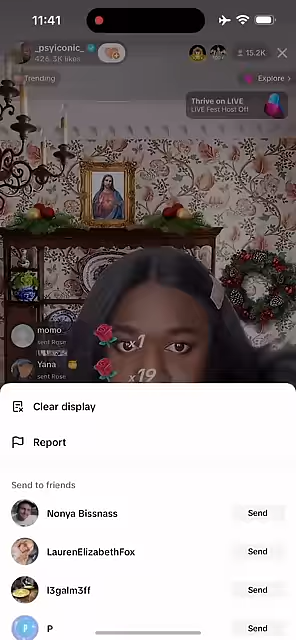 11:41
_psyiconic_
426.3K likes
15.2K
Trending
Explore >
Thrive on LIVE
LIVE Fest Host Off
momo
sent Rose
x1
Yana
sent Rose
x19
Clear display
Report
Send to friends
Nonya Bissnass
Send
LaurenElizabethFox
Send
l3galm3ff
Send
P
Send